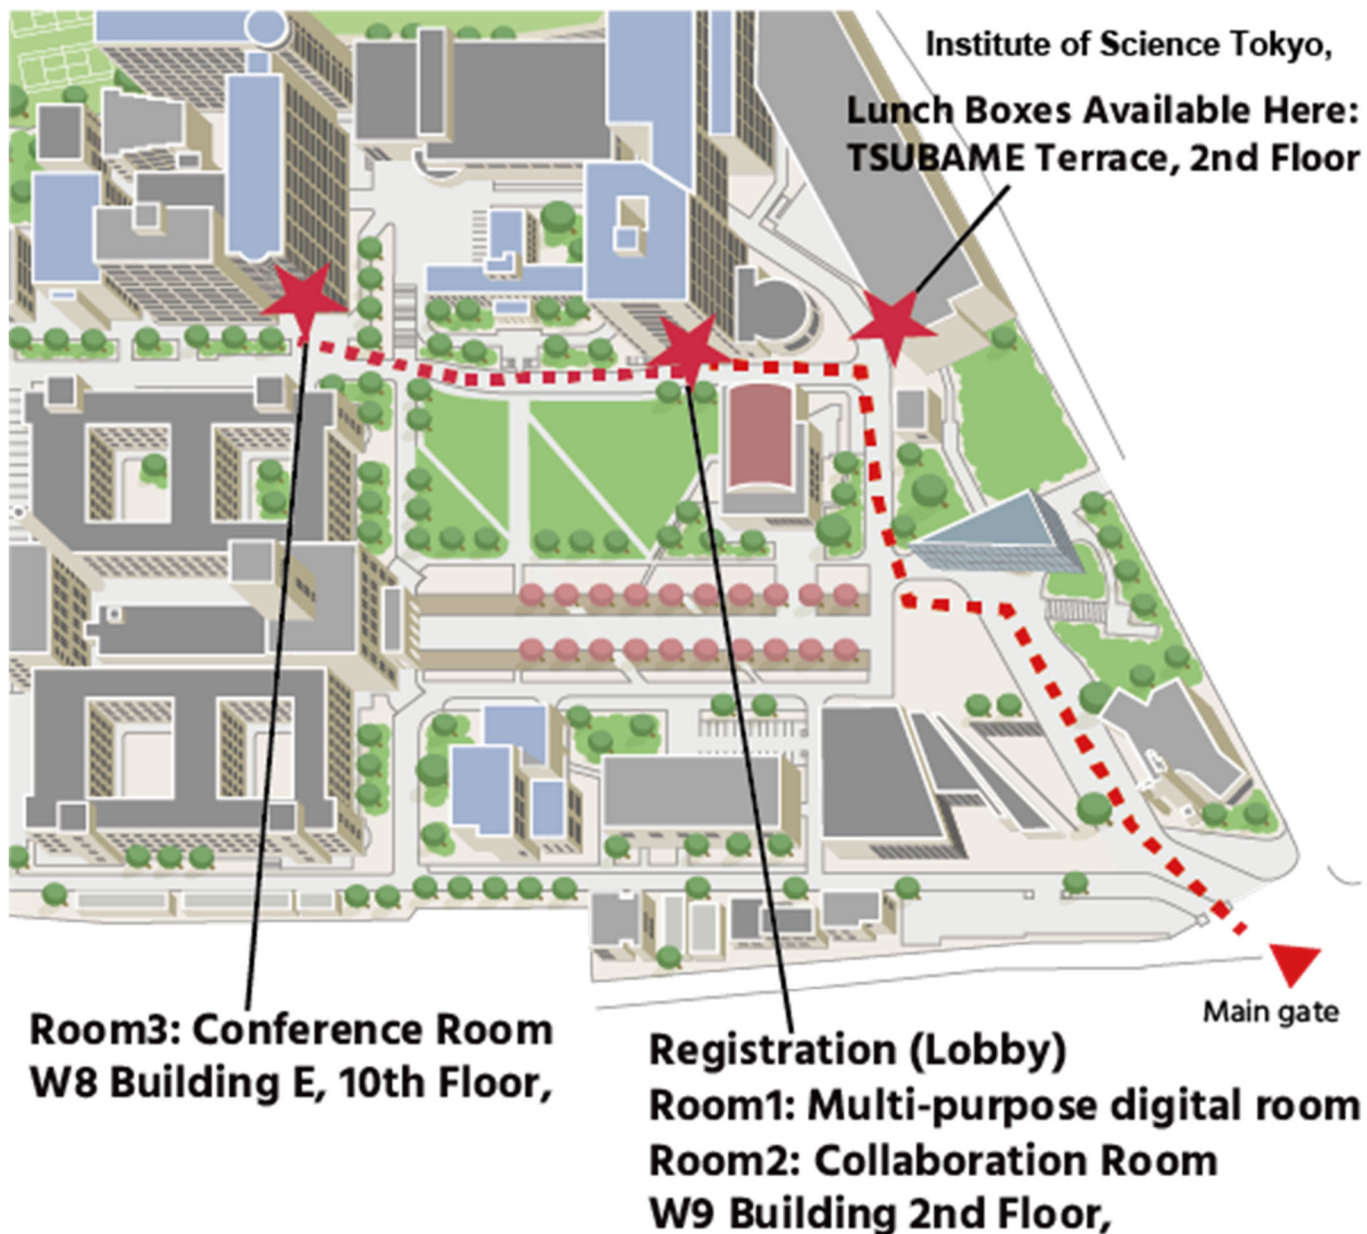 Institute of Science Tokyo,
Lunch Boxes Available Here:
TSUBAME Terrace, 2nd Floor
Main gate
Room3: Conference Room
W8 Building E, 10th Floor,
Registration (Lobby)
Room1: Multi-purpose digital room
Room2: Collaboration Room
W9 Building 2nd Floor,